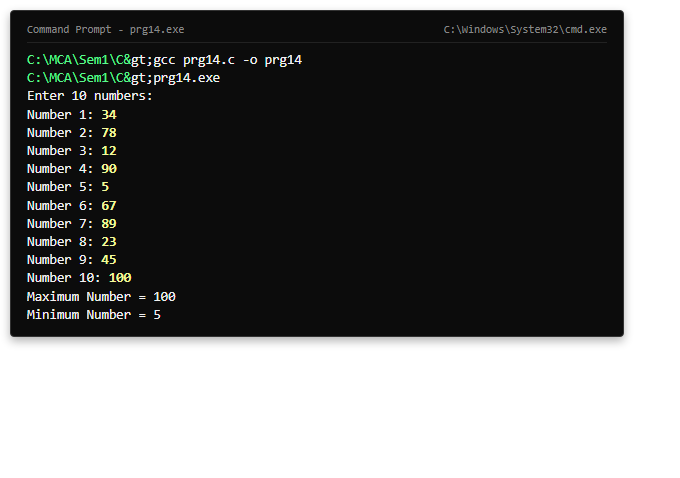 Command Prompt - prg14.exe C:\Windows\System32\cmd.exe
C:\MCA\Sem1\C&gt;gcc prg14.c -o prg14
C:\MCA\Sem1\C&gt;prg14.exe
Enter 10 numbers:
Number 1: 34
Number 2: 78
Number 3: 12
Number 4: 90
Number 5: 5
Number 6: 67
Number 7: 89
Number 8: 23
Number 9: 45
Number 10: 100
Maximum Number = 100
Minimum Number = 5